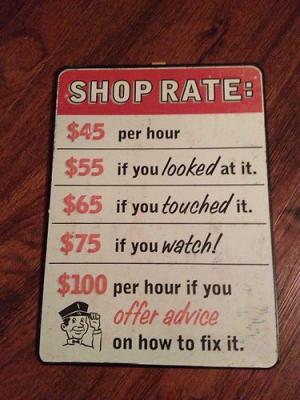 SHOP RATE:
$45 per hour
$55 if you looked at it.
$65 if you touched it.
$75 if you watch!
$100 per hour if you
offer advice
on how to fix it.